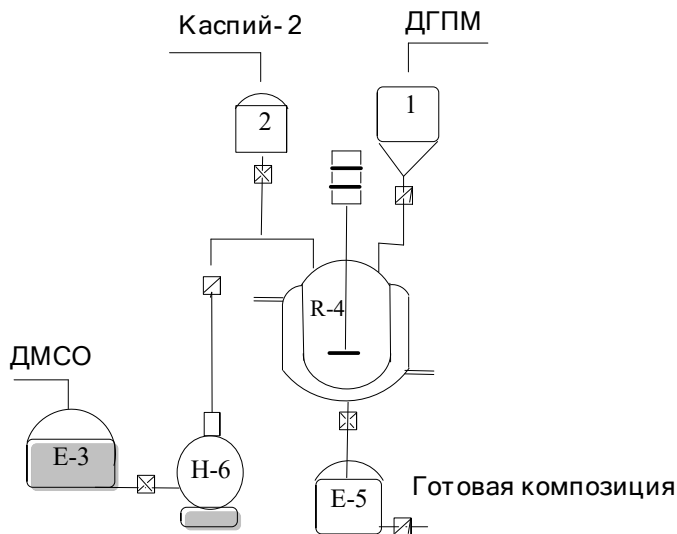 Каспий-2
ДГПМ
2
1
R-4
ДМСО
E-3
H-6
E-5
Готовая композиция